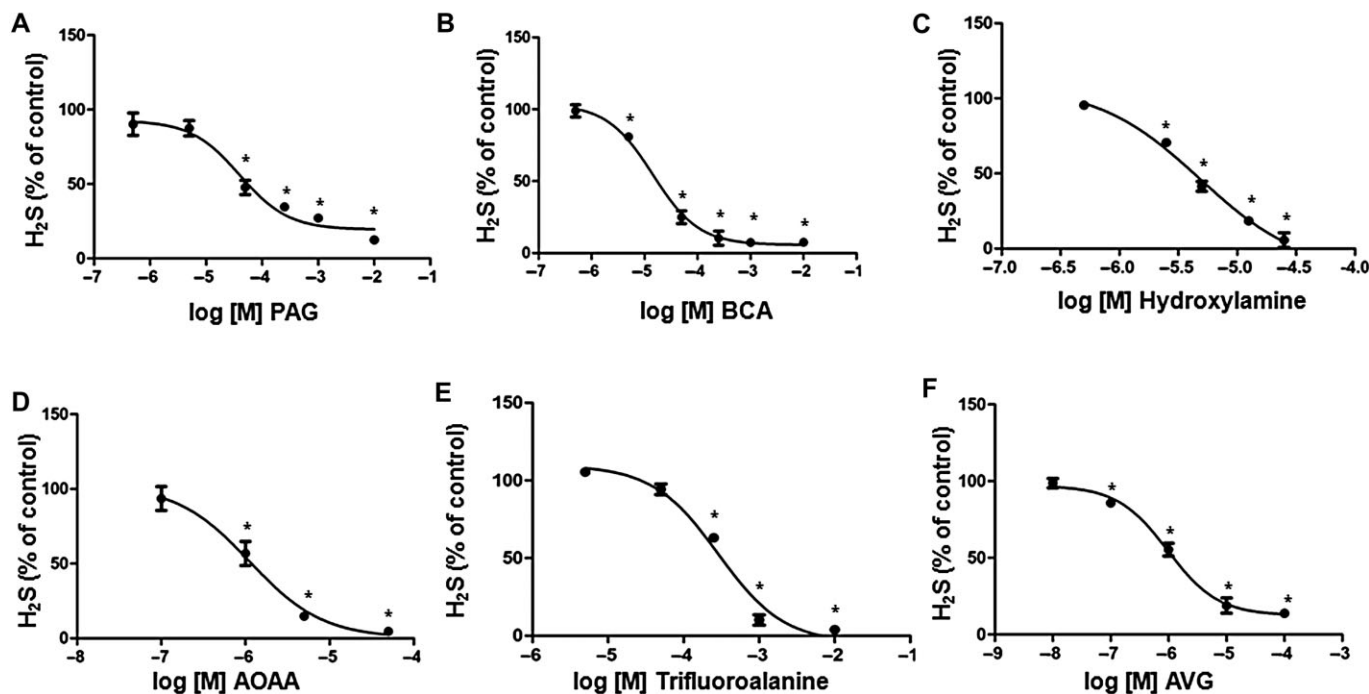 A
H₂S (% of control)
150
100
50
0
* * * *
–7 –6 –5 –4 –3 –2 –1
log [M] PAG
B
H₂S (% of control)
150
100
50
0
* * * * *
–7 –6 –5 –4 –3 –2 –1
log [M] BCA
C
H₂S (% of control)
150
100
50
0
* * * *
–7.0 –6.0 –5.5 –5.0 –4.5 –4.0
log [M] Hydroxylamine
D
H₂S (% of control)
150
100
50
0
* * *
–8 –7 –6 –5 –4
log [M] AOAA
E
H₂S (% of control)
150
100
50
0
* * *
–6 –5 –4 –3 –2 –1
log [M] Trifluoroalanine
F
H₂S (% of control)
150
100
50
0
* * * *
–9 –8 –7 –6 –5 –4 –3
log [M] AVG